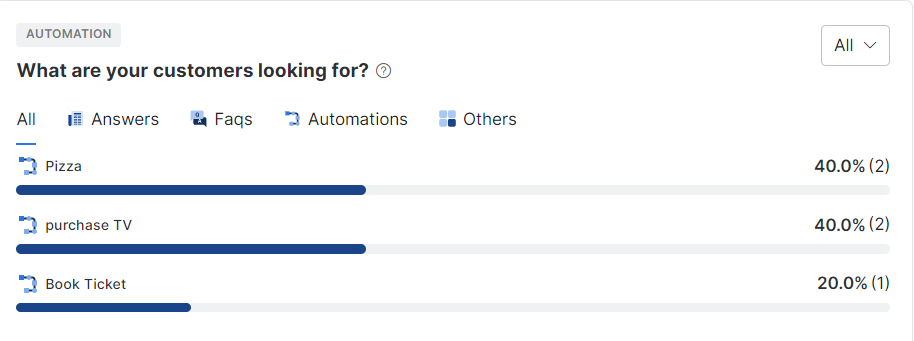 AUTOMATION
All
What are your customers looking for?
All Answers Faqs Automations Others
Pizza 40.0% (2)
purchase TV 40.0% (2)
Book Ticket 20.0% (1)